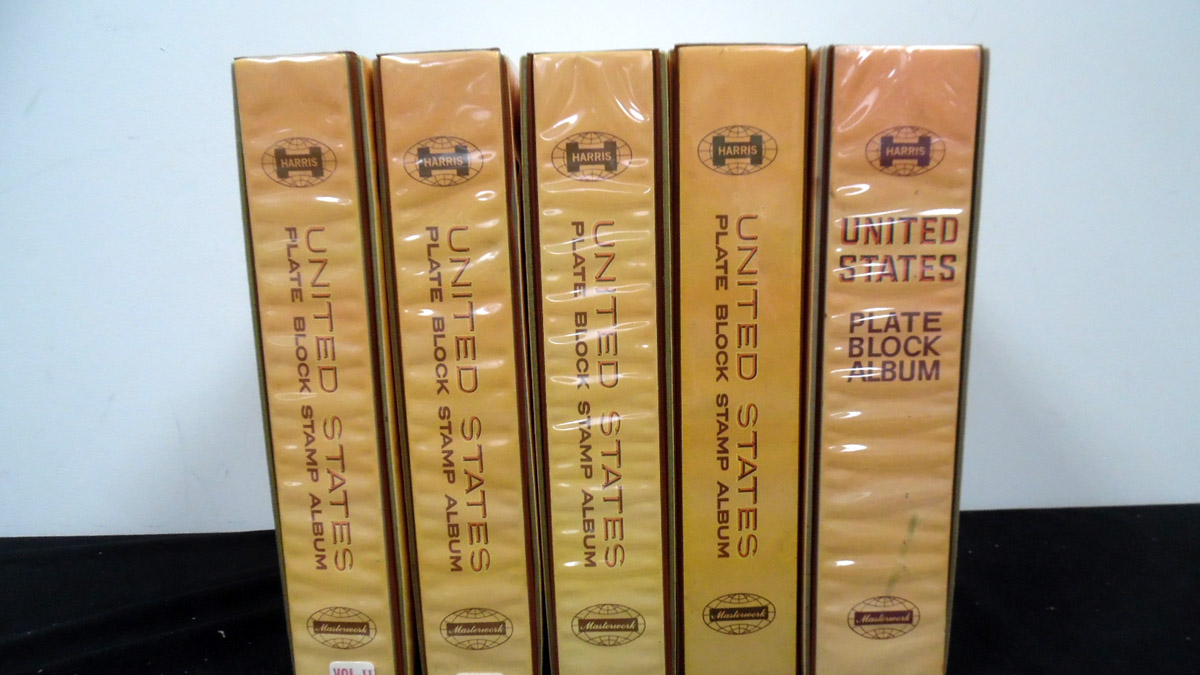 HARRIS
UNITED STATES
PLATE BLOCK STAMP ALBUM
Masterwork
VOL. II
HARRIS
UNITED STATES
PLATE BLOCK STAMP ALBUM
Masterwork
HARRIS
UNITED STATES
PLATE BLOCK STAMP ALBUM
Masterwork
HARRIS
UNITED STATES
PLATE BLOCK STAMP ALBUM
Masterwork
HARRIS
UNITED
STATES
PLATE
BLOCK
ALBUM
Masterwork